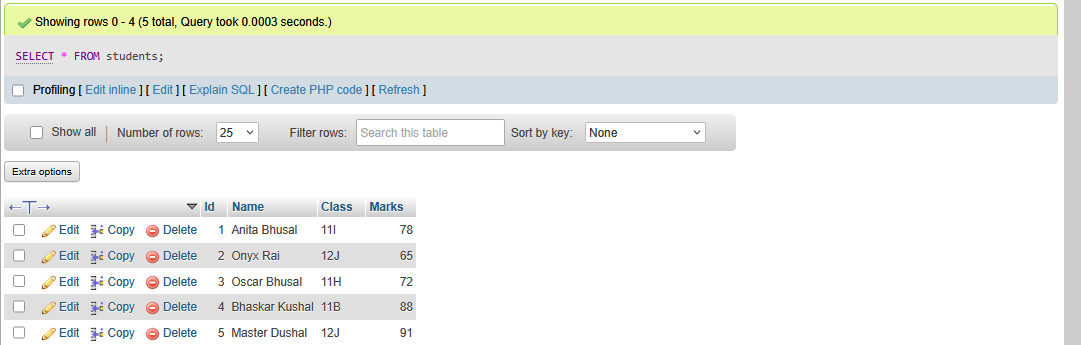 Showing rows 0 - 4 (5 total, Query took 0.0003 seconds.)
SELECT * FROM students;
Profiling [ Edit inline ] [ Edit ] [ Explain SQL ] [ Create PHP code ] [ Refresh ]
Show all | Number of rows: 25 Filter rows: Search this table Sort by key: None
Extra options
←T→ Id Name Class Marks
Edit Copy Delete 1 Anita Bhusal 11I 78
Edit Copy Delete 2 Onyx Rai 12J 65
Edit Copy Delete 3 Oscar Bhusal 11H 72
Edit Copy Delete 4 Bhaskar Kushal 11B 88
Edit Copy Delete 5 Master Dushal 12J 91